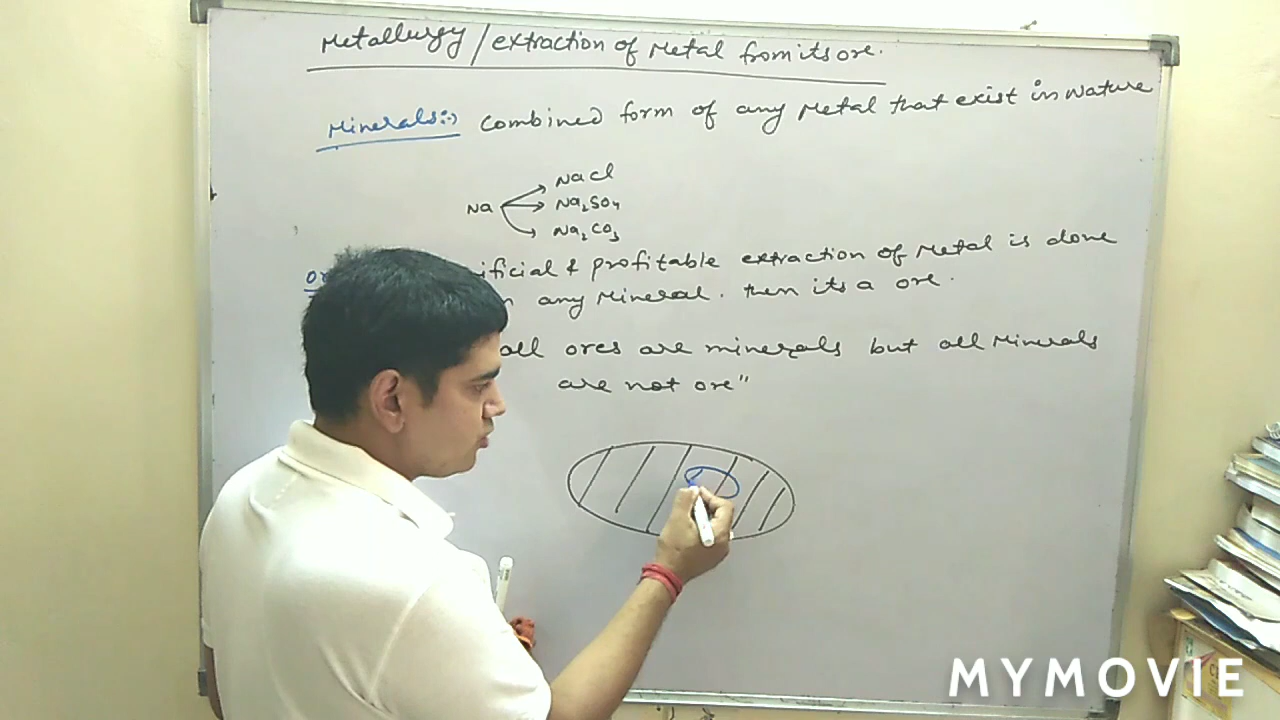 Metallurgy / extraction of Metal from its ore.
Minerals:-) Combined form of any Metal that exist in Nature
Na
NaCl
Na₂SO₄
Na₂CO₃
& profitable extraction of Metal is done
any Mineral. then its a ore.
all ores are minerals but all Minerals
are not ore"
MYMOVIE